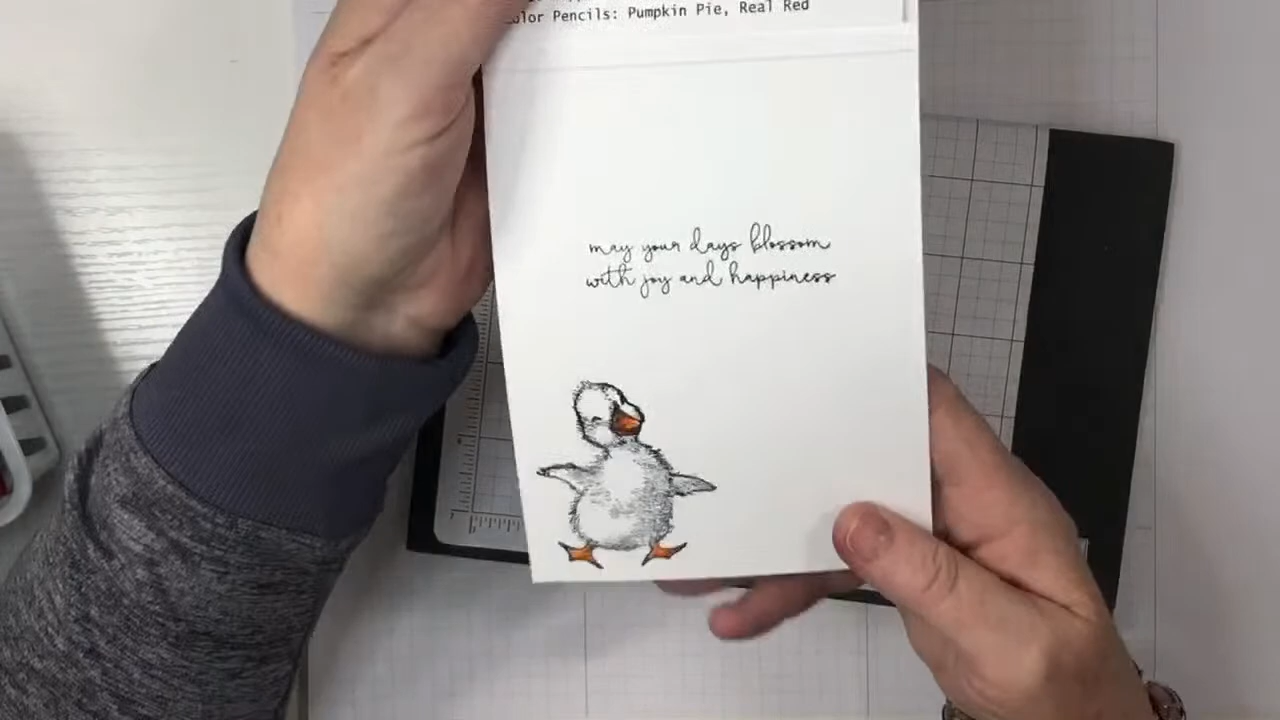 Color Pencils: Pumpkin Pie, Real Red
may your days blossom
with joy and happiness